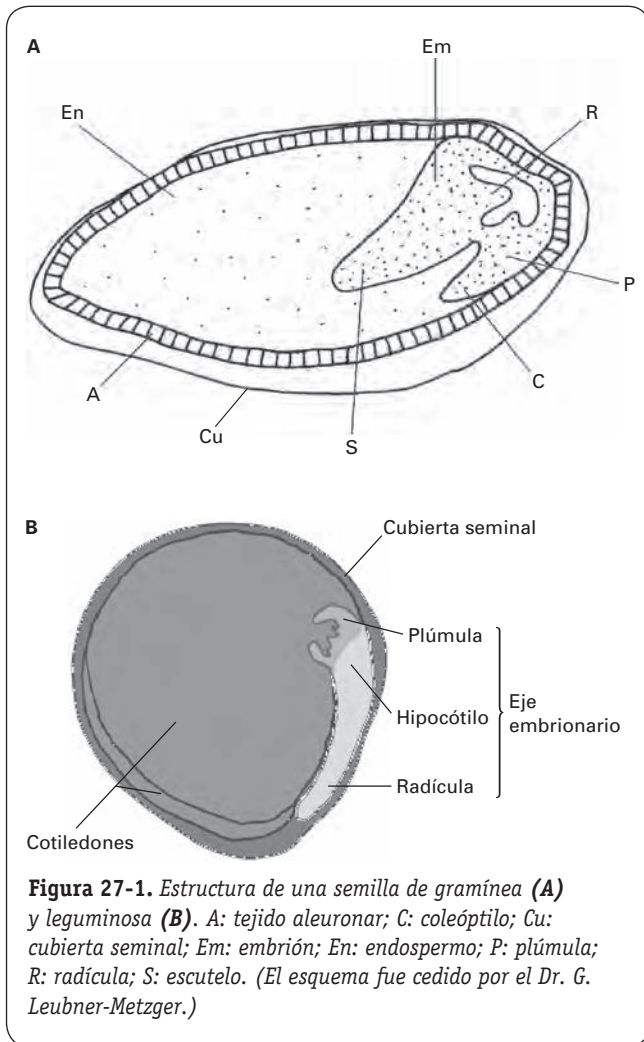 A
Em
En
R
P
A
Cu
S
C
B
Cubierta seminal
Plúmula
Hipocótilo
Eje
embrionario
Radícula
Cotiledones
Figura 27-1. Estructura de una semilla de gramínea (A)
y leguminosa (B). A: tejido aleuronar; C: coleóptilo; Cu:
cubierta seminal; Em: embrión; En: endospermo; P: plúmula;
R: radícula; S: escutelo. (El esquema fue cedido por el Dr. G.
Leubner-Metzger.)